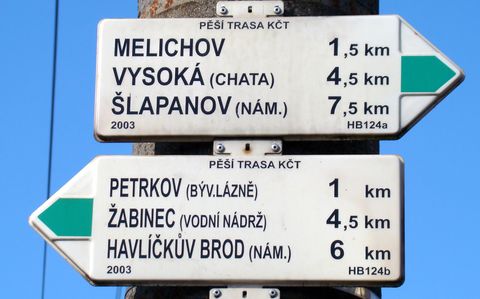 PĚŠÍ TRASA KČT
MELICHOV 1,5 km
VYSOKÁ (CHATA) 4,5 km
ŠLAPANOV (NÁM.) 7,5 km
2003 HB124a
PĚŠÍ TRASA KČT
PETRKOV (BÝV.LÁZNĚ) 1 km
ŽABINEC (VODNÍ NÁDRŽ) 4,5 km
HAVLÍČKŮV BROD (NÁM.) 6 km
2003 HB124b